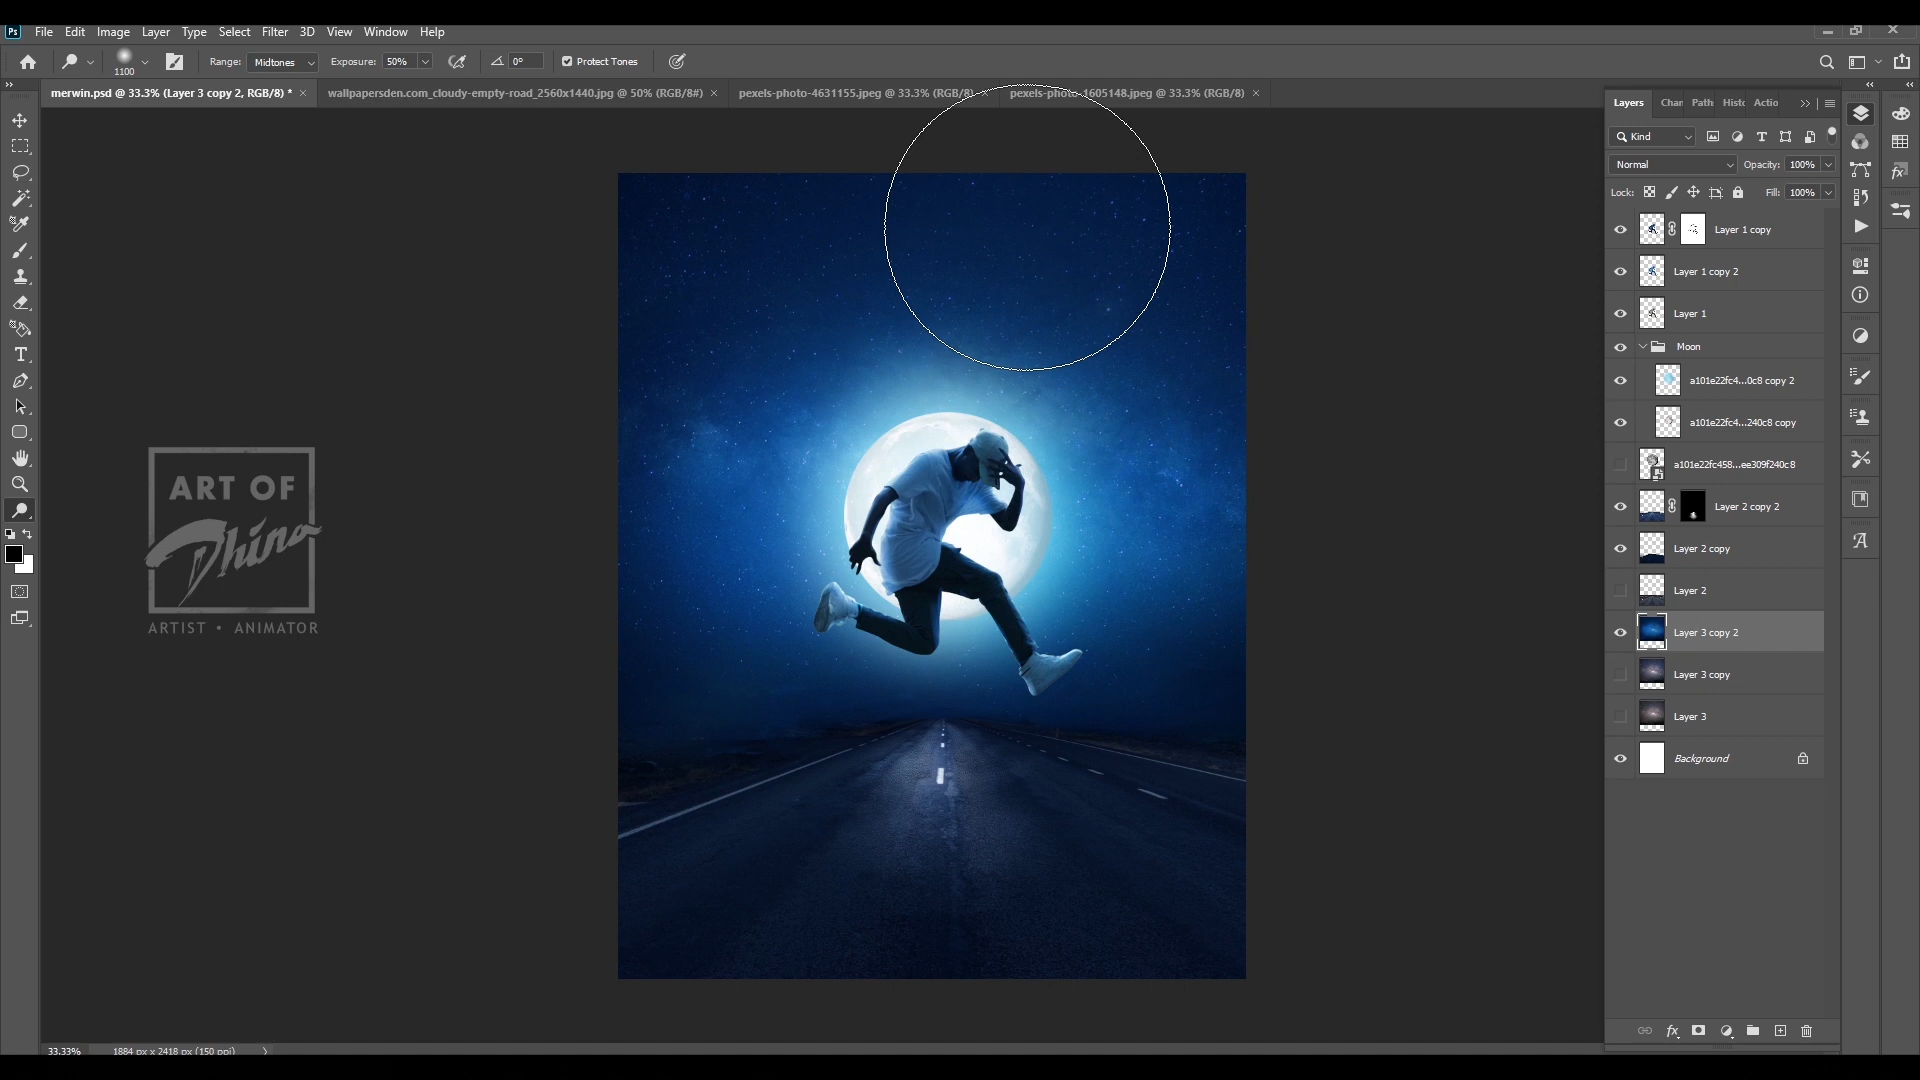 Ps File Edit Image Layer Type Select Filter 3D View Window Help
1100 Range: Midtones Exposure: 50% 0° Protect Tones
merwin.psd @ 33.3% (Layer 3 copy 2, RGB/8) * × wallpapersden.com_cloudy-empty-road_2560x1440.jpg @ 50% (RGB/8#) × pexels-photo-4631155.jpeg @ 33.3% (RGB/8) × pexels-photo-1605148.jpeg @ 33.3% (RGB/8) ×
Layers Char Path Histo Actio
Kind
Normal Opacity: 100%
Lock: Fill: 100%
Layer 1 copy
Layer 1 copy 2
Layer 1
Moon
a101e22fc4...0c8 copy 2
a101e22fc4...240c8 copy
a101e22fc458...ee309f240c8
Layer 2 copy 2
Layer 2 copy
Layer 2
Layer 3 copy 2
Layer 3 copy
Layer 3
Background
ART OF
Dhina
ARTIST • ANIMATOR
33.33% 1884 px x 2418 px (150 ppi)